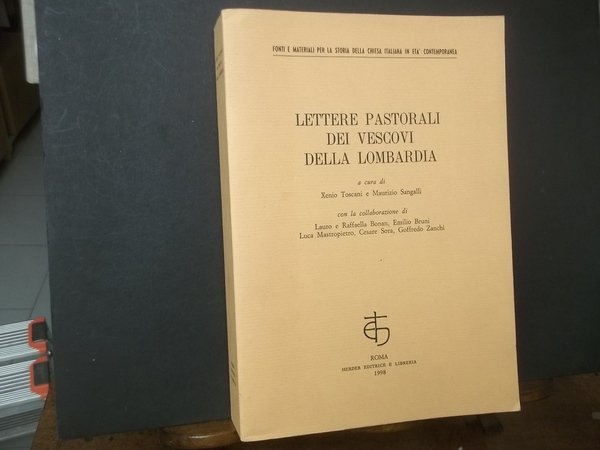 FONTI E MATERIALI PER LA STORIA DELLA CHIESA ITALIANA IN ETA' CONTEMPORANEA
LETTERE PASTORALI
DEI VESCOVI
DELLA LOMBARDIA
a cura di
Xenio Toscani e Maurizio Sangalli
con la collaborazione di
Lauro e Raffaella Bonan, Emilio Bruni
Luca Mastropietro, Cesare Sora, Goffredo Zanchi
ROMA
HERDER EDITRICE E LIBRERIA
1998